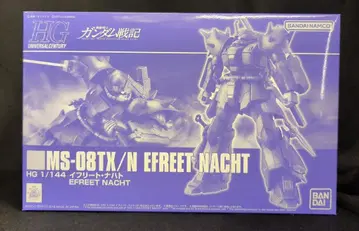 HG
UNIVERSAL CENTURY
ガンダム戦記
BANDAI NAMCO
MS-08TX/N EFREET NACHT
HG 1/144 イフリート・ナハト
EFREET NACHT
BANDAI